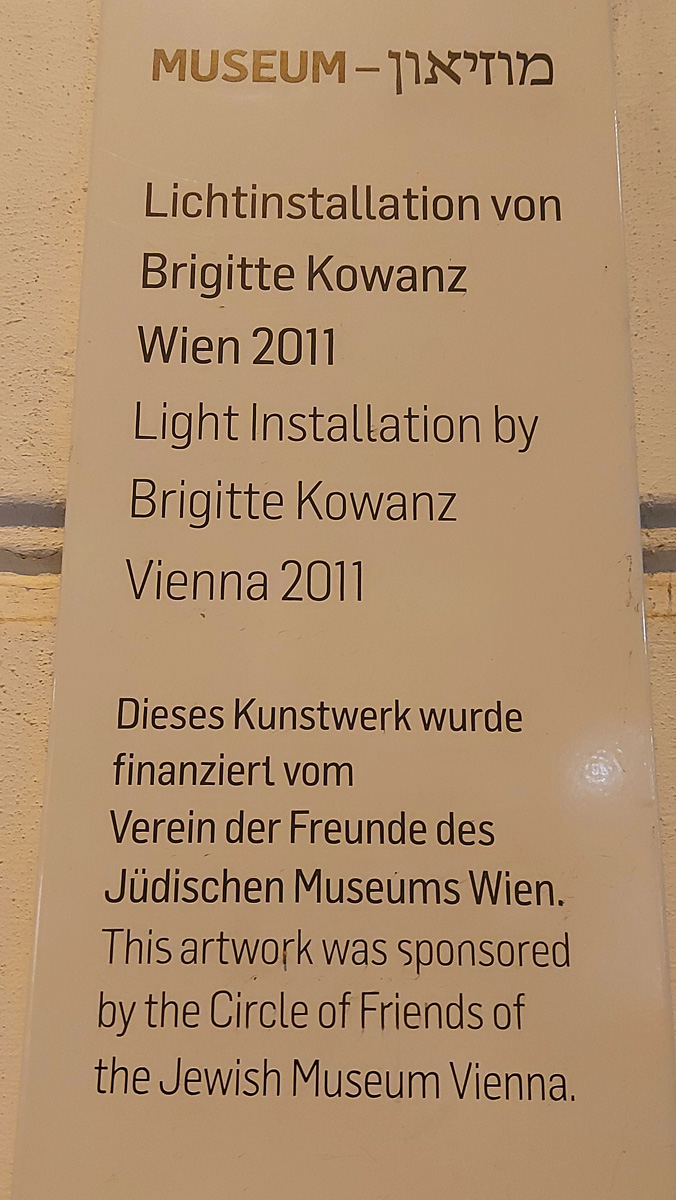 MUSEUM – מוזיאון
Lichtinstallation von
Brigitte Kowanz
Wien 2011
Light Installation by
Brigitte Kowanz
Vienna 2011
Dieses Kunstwerk wurde
finanziert vom
Verein der Freunde des
Jüdischen Museums Wien.
This artwork was sponsored
by the Circle of Friends of
the Jewish Museum Vienna.